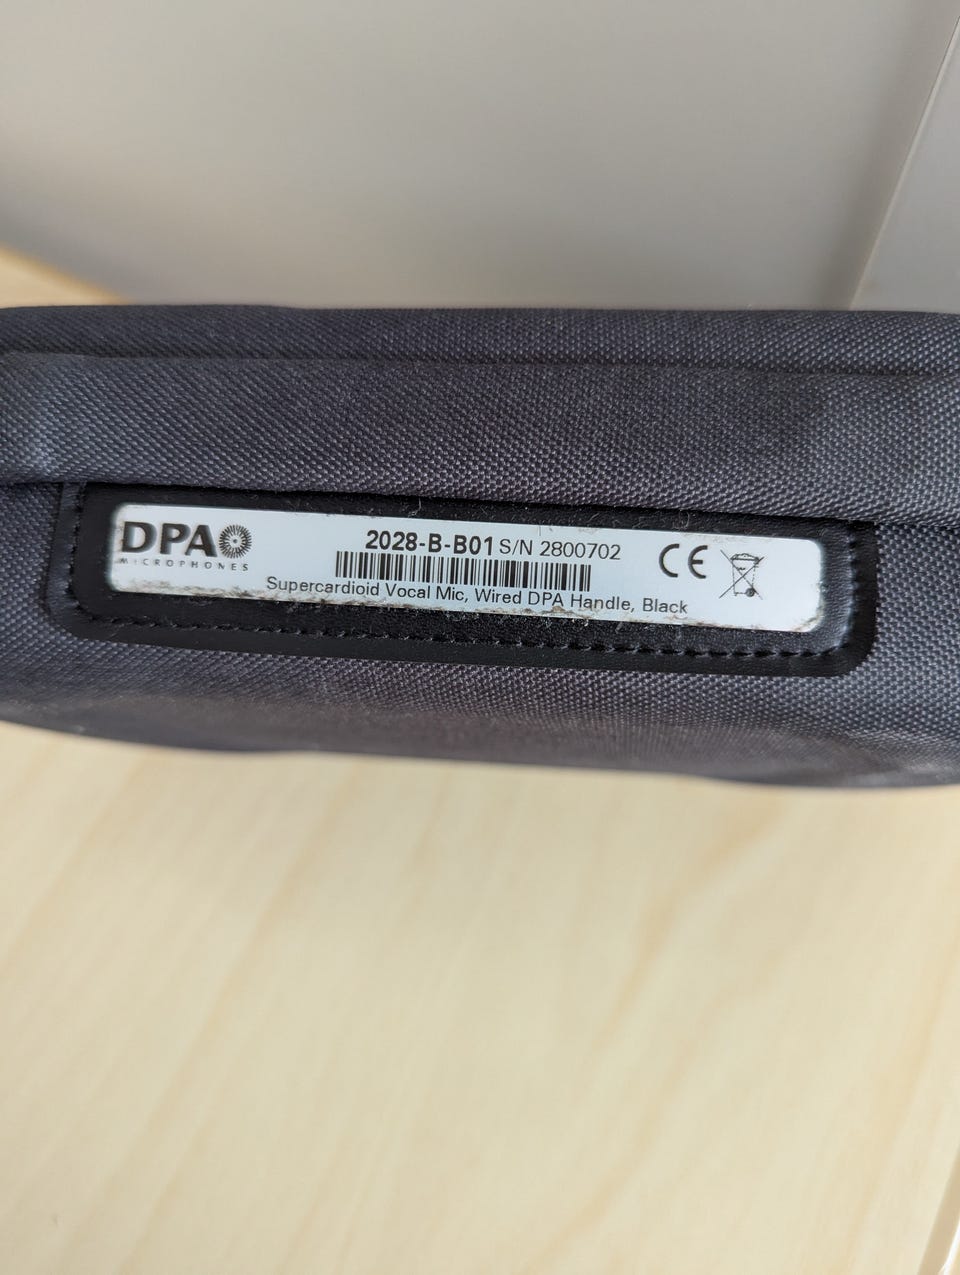 DPA
MICROPHONES
2028-B-B01 S/N 2800702
CE
Supercardioid Vocal Mic, Wired DPA Handle, Black